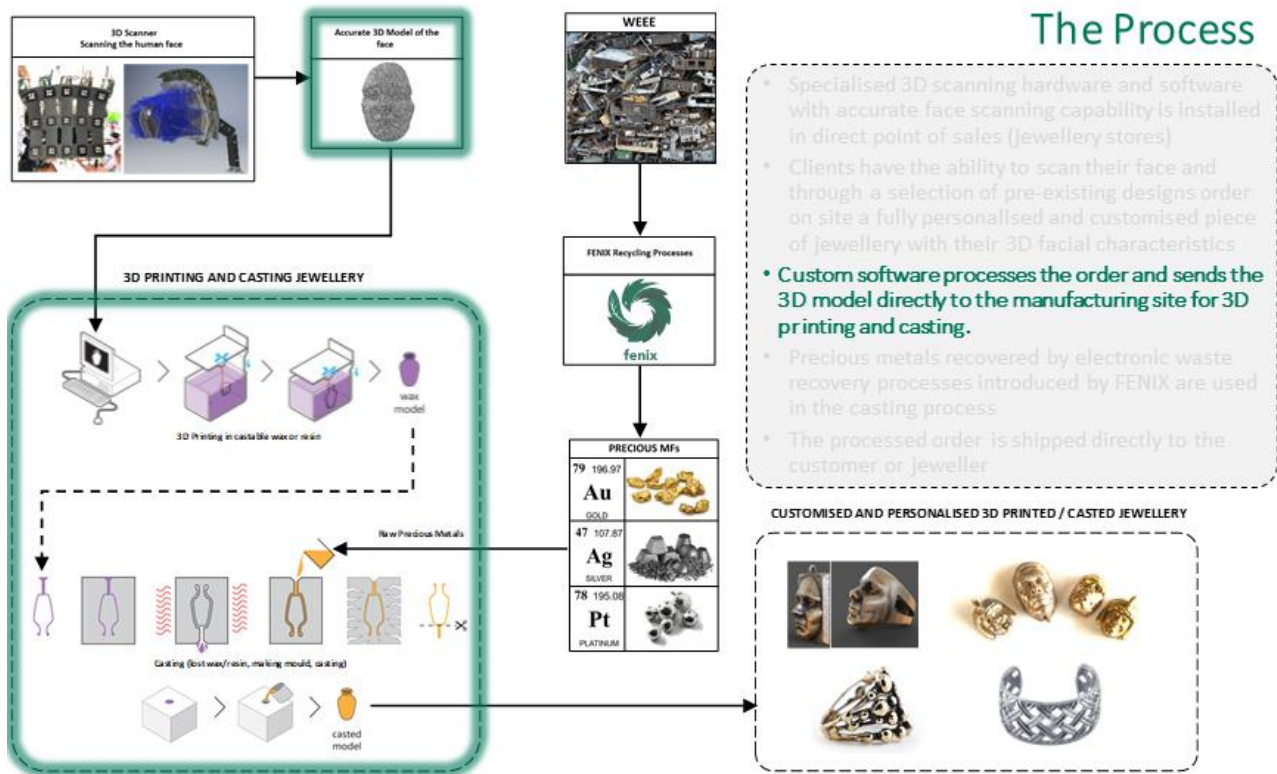 The Process
3D Scanner
Scanning the human face
Accurate 3D Model of the
face
WEEE
• Specialised 3D scanning hardware and software
with accurate face scanning capability is installed
in direct point of sales (Jewellery stores)
• Clients have the ability to scan their face and
through a selection of pre-existing designs order
on site a fully personalised and customised piece
of jewellery with their 3D facial characteristics
• Custom software processes the order and sends the
3D model directly to the manufacturing site for 3D
printing and casting.
• Precious metals recovered by electronic waste
recovery processes introduced by FENIX are used
in the casting process
• The processed order is shipped directly to the
customer or jeweller
FENIX Recycling Processes
fenix
3D PRINTING AND CASTING JEWELLERY
wax
model
3D Printing in castable wax or resin
PRECIOUS MFs
79 196.97
Au
GOLD
47 107.87
Ag
SILVER
78 195.08
Pt
PLATINUM
Raw Precious Metals
Casting (lost wax/resin, making mould, casting)
casted
model
CUSTOMISED AND PERSONALISED 3D PRINTED / CASTED JEWELLERY